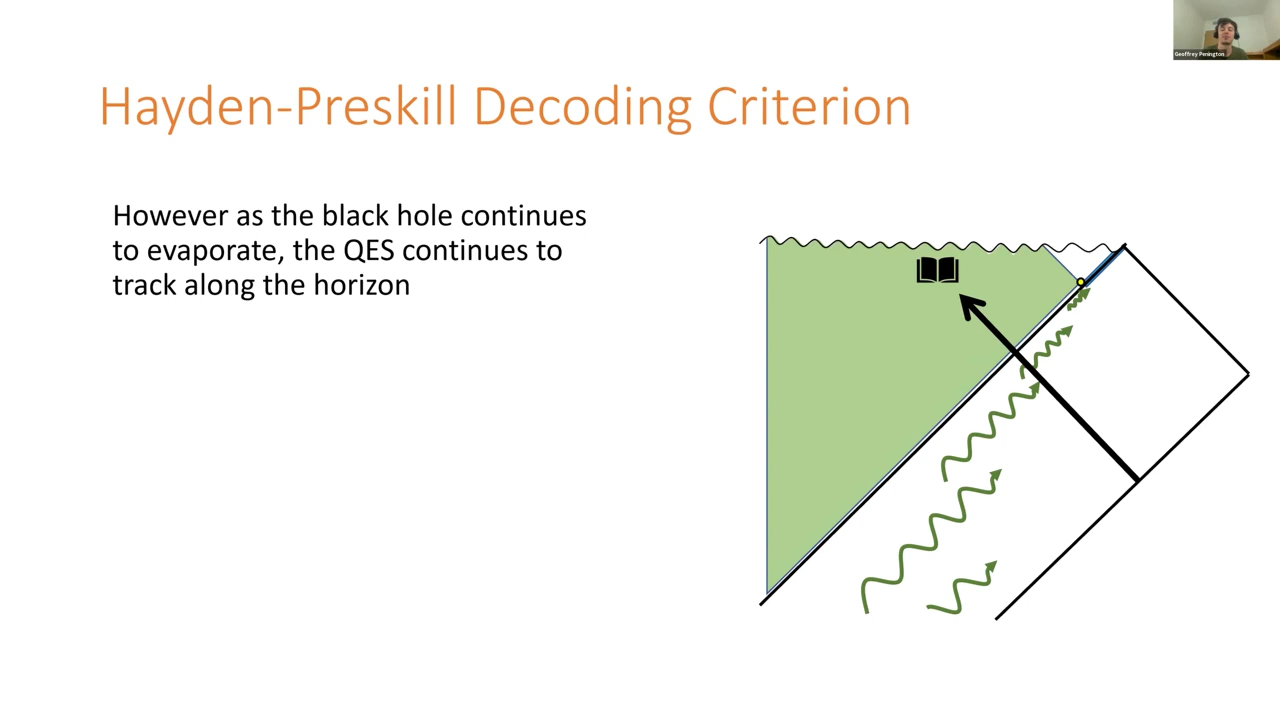 Geoffrey Penington
Hayden-Preskill Decoding Criterion
However as the black hole continues
to evaporate, the QES continues to
track along the horizon